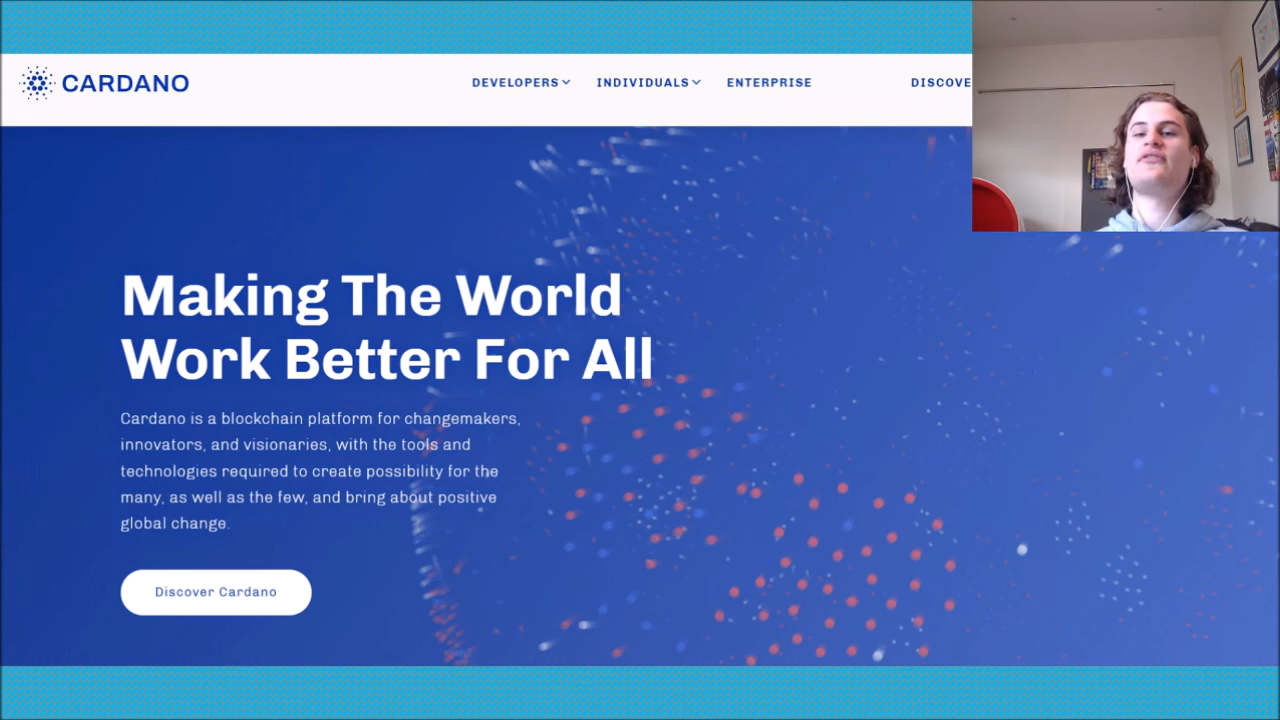 CARDANO
DEVELOPERS
INDIVIDUALS
ENTERPRISE
DISCOVE
Making The World
Work Better For All
Cardano is a blockchain platform for changemakers,
innovators, and visionaries, with the tools and
technologies required to create possibility for the
many, as well as the few, and bring about positive
global change.
Discover Cardano